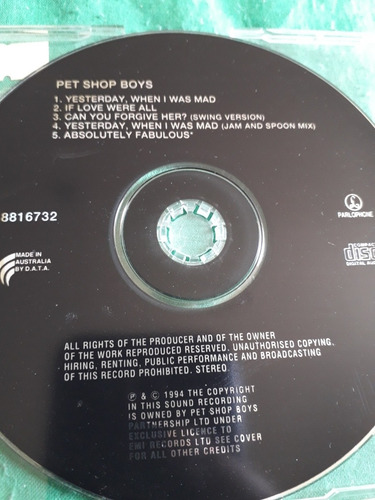 PET SHOP BOYS
1. YESTERDAY, WHEN I WAS MAD
2. IF LOVE WERE ALL
3. CAN YOU FORGIVE HER? (SWING VERSION)
4. YESTERDAY, WHEN I WAS MAD (JAM AND SPOON MIX)
5. ABSOLUTELY FABULOUS*
8816732
PARLOPHONE
MADE IN
AUSTRALIA
BY D.A.T.A.
COMPACT
disc
DIGITAL AUDIO
ALL RIGHTS OF THE PRODUCER AND OF THE OWNER
OF THE WORK REPRODUCED RESERVED. UNAUTHORISED COPYING,
HIRING, RENTING, PUBLIC PERFORMANCE AND BROADCASTING
OF THIS RECORD PROHIBITED. STEREO.
℗ & © 1994 THE COPYRIGHT
IN THIS SOUND RECORDING
IS OWNED BY PET SHOP BOYS
PARTNERSHIP LTD UNDER
EXCLUSIVE LICENCE TO
EMI RECORDS LTD SEE COVER
FOR ALL OTHER CREDITS